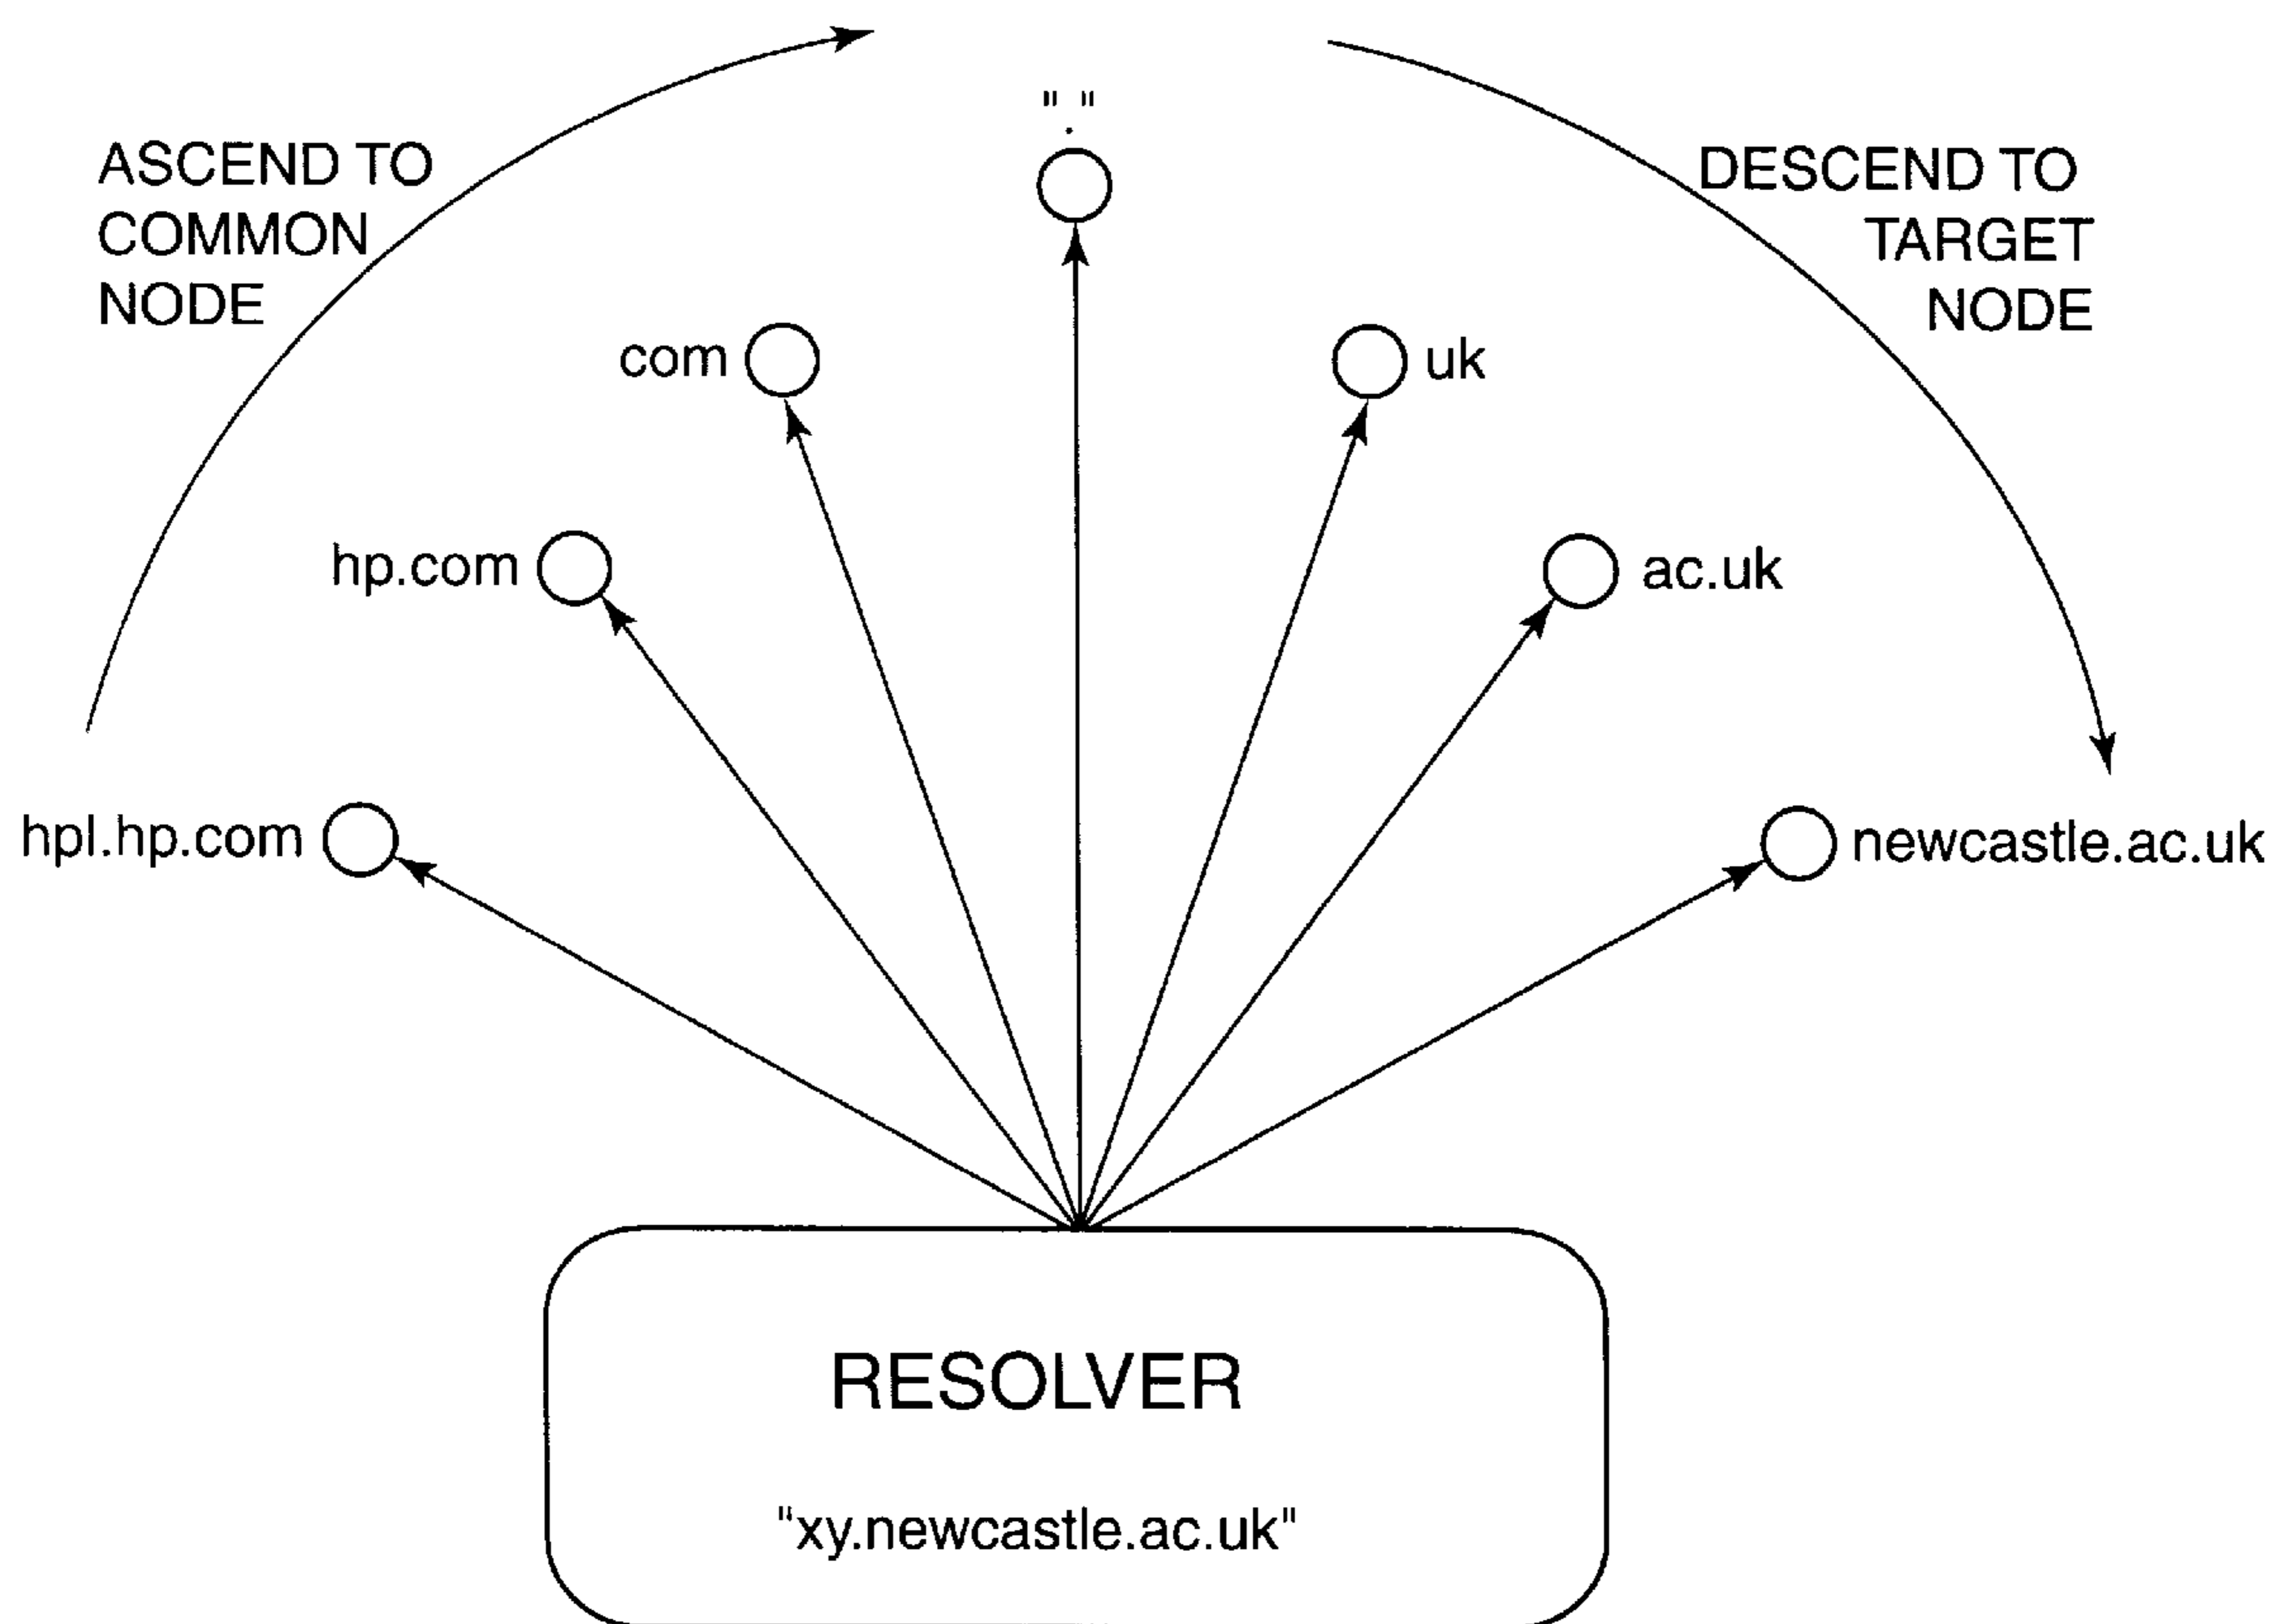 "."
ASCEND TO
COMMON
NODE
DESCEND TO
TARGET
NODE
com
uk
hp.com
ac.uk
hpl.hp.com
newcastle.ac.uk
RESOLVER
"xy.newcastle.ac.uk"